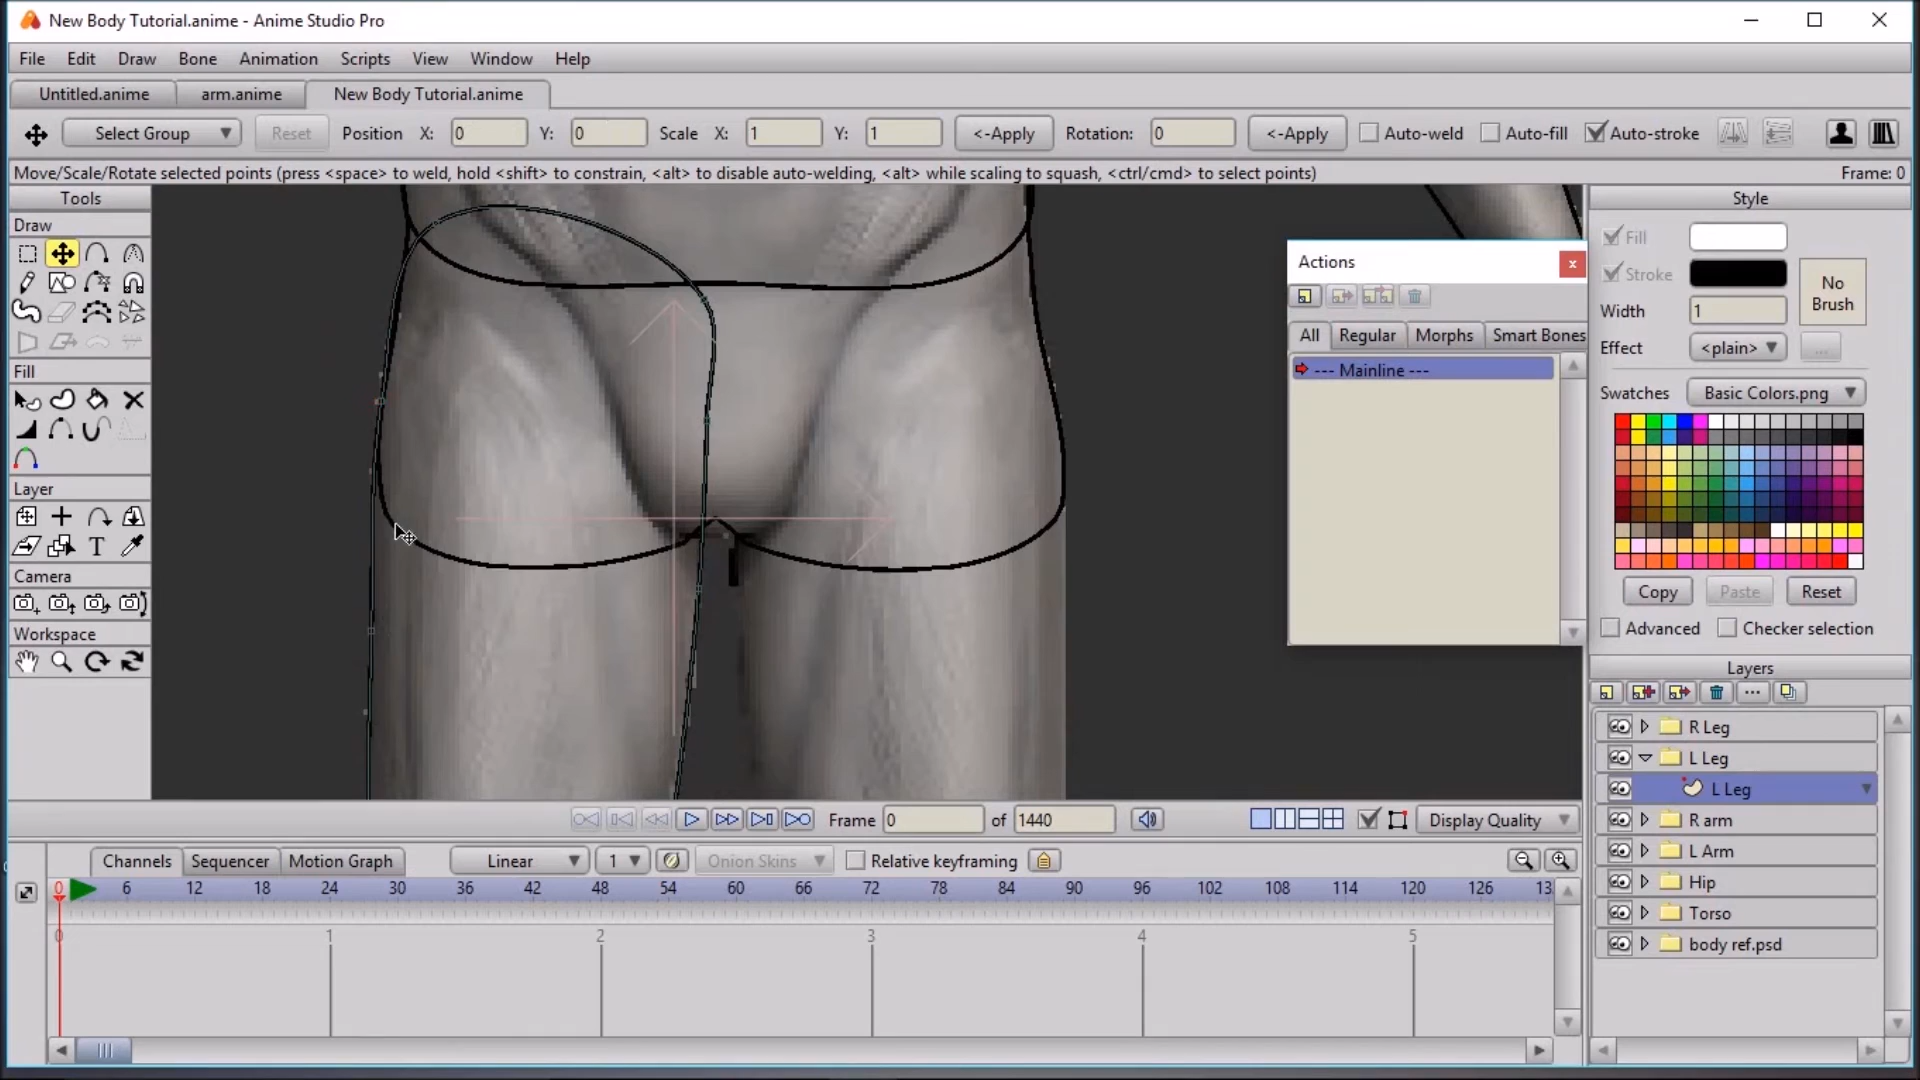 New Body Tutorial.anime - Anime Studio Pro
File Edit Draw Bone Animation Scripts View Window Help
Untitled.anime arm.anime New Body Tutorial.anime
Select Group Reset Position X: 0 Y: 0 Scale X: 1 Y: 1 <-Apply Rotation: 0 <-Apply Auto-weld Auto-fill Auto-stroke
Move/Scale/Rotate selected points (press <space> to weld, hold <shift> to constrain, <alt> to disable auto-welding, <alt> while scaling to squash, <ctrl/cmd> to select points) Frame: 0
Tools
Draw
Fill
Layer
T
Camera
Workspace
Actions
x
All Regular Morphs Smart Bones
--- Mainline ---
Style
Fill
Stroke
No Brush
Width 1
Effect <plain> ...
Swatches Basic Colors.png
Copy Paste Reset
Advanced Checker selection
Layers
R Leg
L Leg
L Leg
R arm
L Arm
Hip
Torso
body ref.psd
Frame 0 of 1440 Display Quality
Channels Sequencer Motion Graph Linear 1 Onion Skins Relative keyframing
0 6 12 18 24 30 36 42 48 54 60 66 72 78 84 90 96 102 108 114 120 126 13
0 1 2 3 4 5